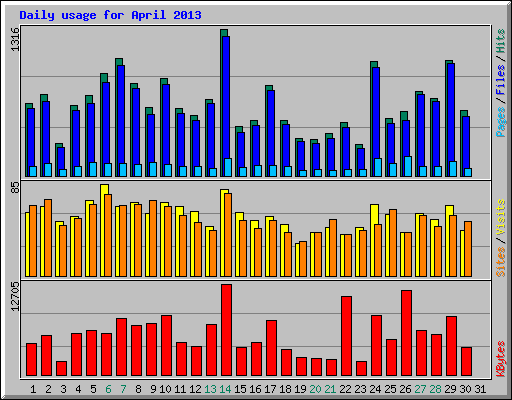 Daily usage for April 2013
1316
Pages / Files / Hits
85
Sites / Visits
12705
KBytes
1 2 3 4 5 6 7 8 9 10 11 12 13 14 15 16 17 18 19 20 21 22 23 24 25 26 27 28 29 30 31